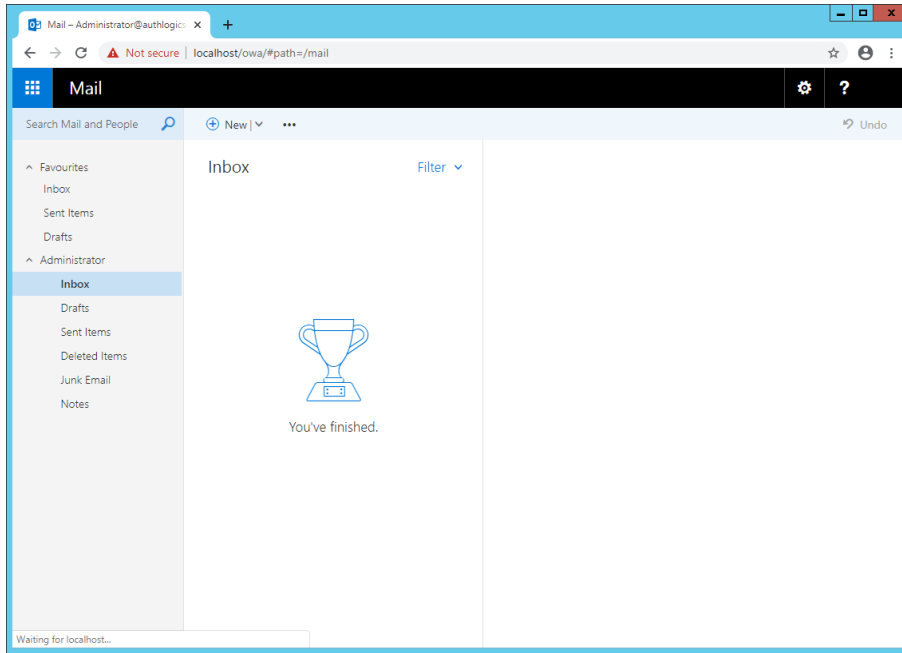 Mail – Administrator@authlogics
Not secure | localhost/owa/#path=/mail
Mail
?
Search Mail and People
New
Undo
Favourites
Inbox
Sent Items
Drafts
Administrator
Inbox
Drafts
Sent Items
Deleted Items
Junk Email
Notes
Inbox
Filter
You've finished.
Waiting for localhost...